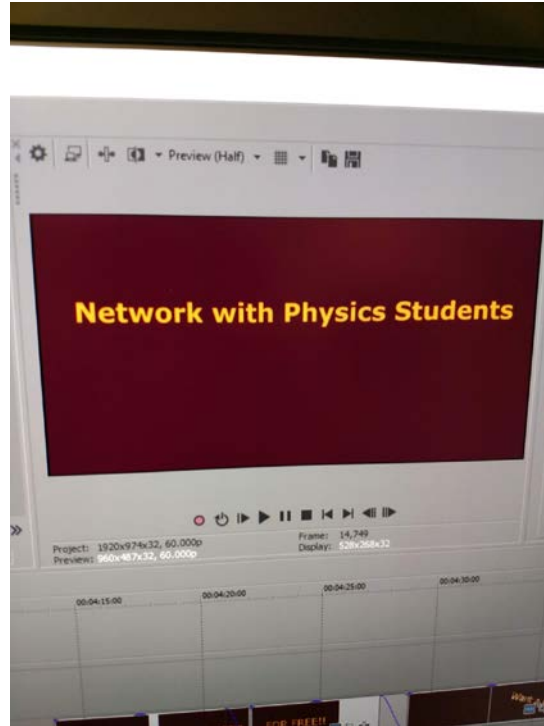 Preview (Half)
Network with Physics Students
Project: 1920x974x32, 60.000p
Preview: 960x487x32, 60.000p
Frame: 14,749
Display: 528x268x32
00:04:15:00
00:04:20:00
00:04:25:00
00:04:30:00
FOR FREE!!